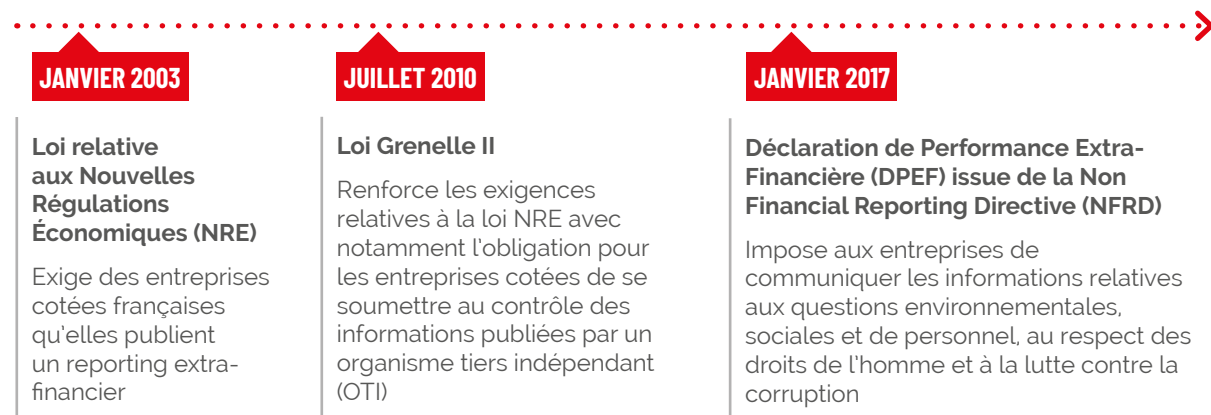 JANVIER 2003
Loi relative
aux Nouvelles
Régulations
Économiques (NRE)
Exige des entreprises
cotées françaises
qu'elles publient
un reporting extra-
financier
JUILLET 2010
Loi Grenelle II
Renforce les exigences
relatives à la loi NRE avec
notamment l'obligation pour
les entreprises cotées de se
soumettre au contrôle des
informations publiées par un
organisme tiers indépendant
(OTI)
JANVIER 2017
Déclaration de Performance Extra-
Financière (DPEF) issue de la Non
Financial Reporting Directive (NFRD)
Impose aux entreprises de
communiquer les informations relatives
aux questions environnementales,
sociales et de personnel, au respect des
droits de l'homme et à la lutte contre la
corruption